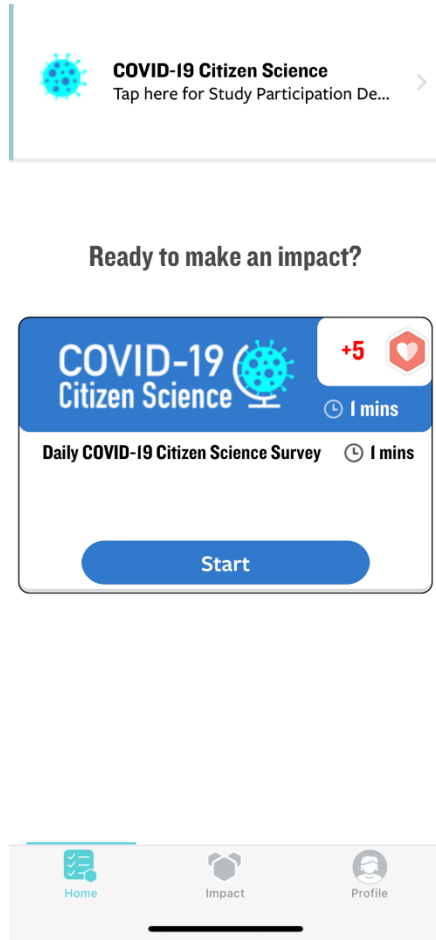 COVID-19 Citizen Science
Tap here for Study Participation De...
Ready to make an impact?
COVID-19
Citizen Science
+5
1 mins
Daily COVID-19 Citizen Science Survey
1 mins
Start
Home
Impact
Profile